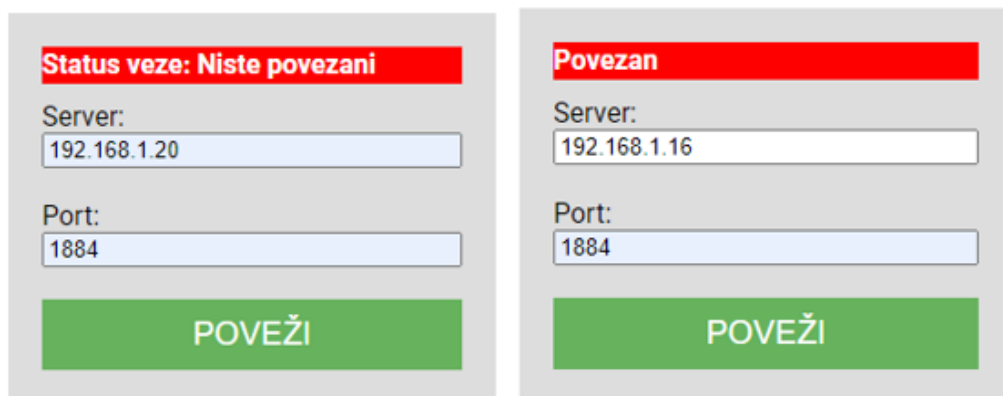 Status veze: Niste povezani
Server:
192.168.1.20
Port:
1884
POVEŽI
Povezan
Server:
192.168.1.16
Port:
1884
POVEŽI